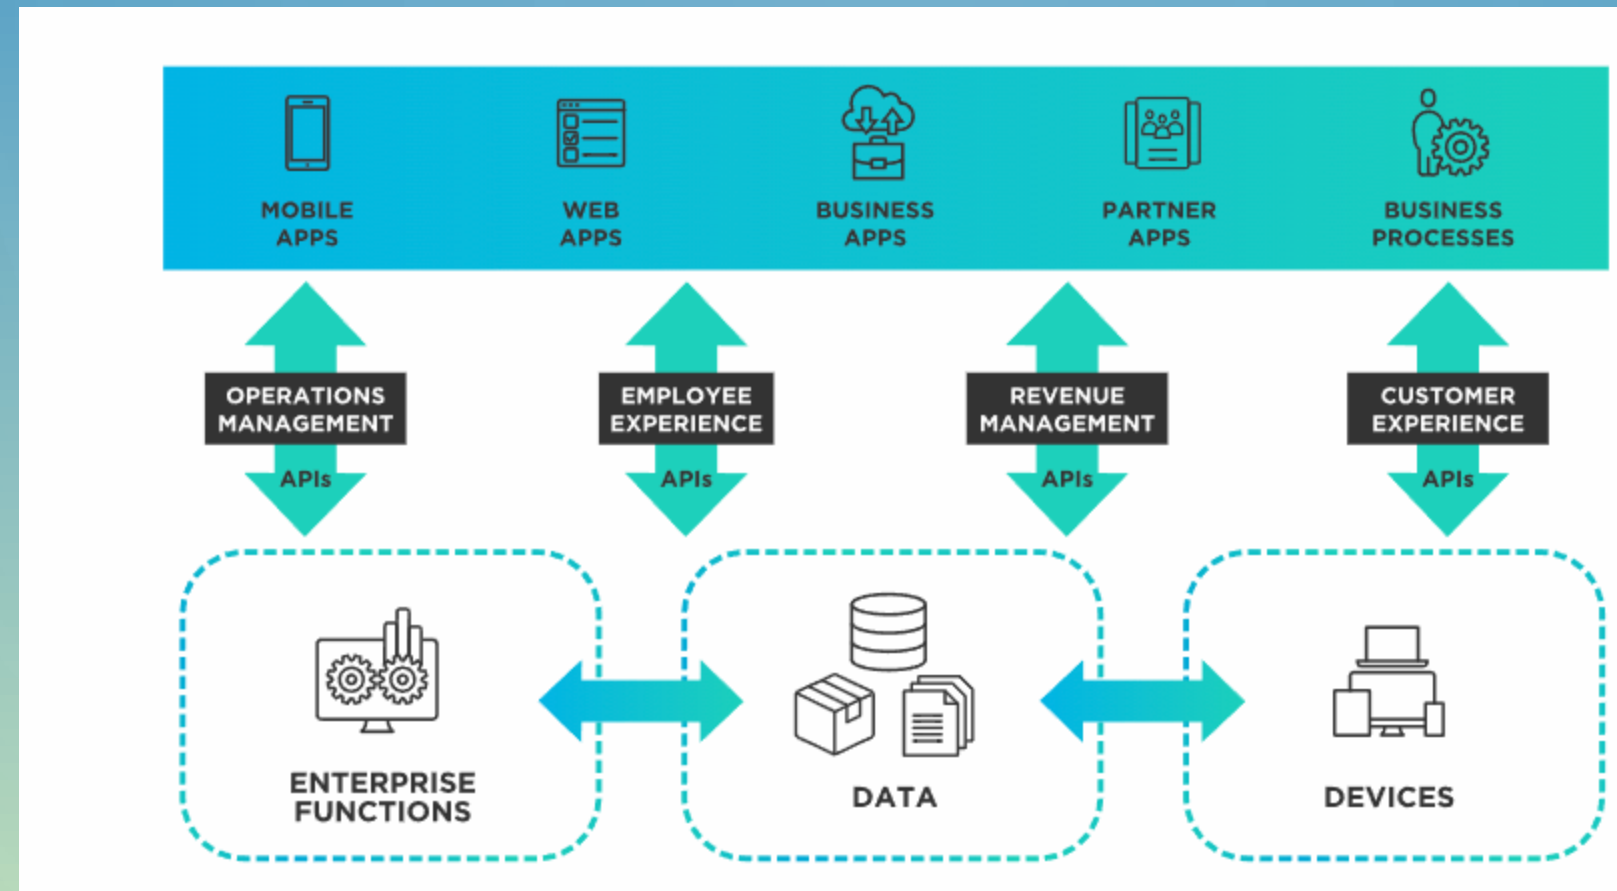 MOBILE
APPS
WEB
APPS
BUSINESS
APPS
PARTNER
APPS
BUSINESS
PROCESSES
OPERATIONS
MANAGEMENT
APIs
EMPLOYEE
EXPERIENCE
APIs
REVENUE
MANAGEMENT
APIs
CUSTOMER
EXPERIENCE
APIs
ENTERPRISE
FUNCTIONS
DATA
DEVICES